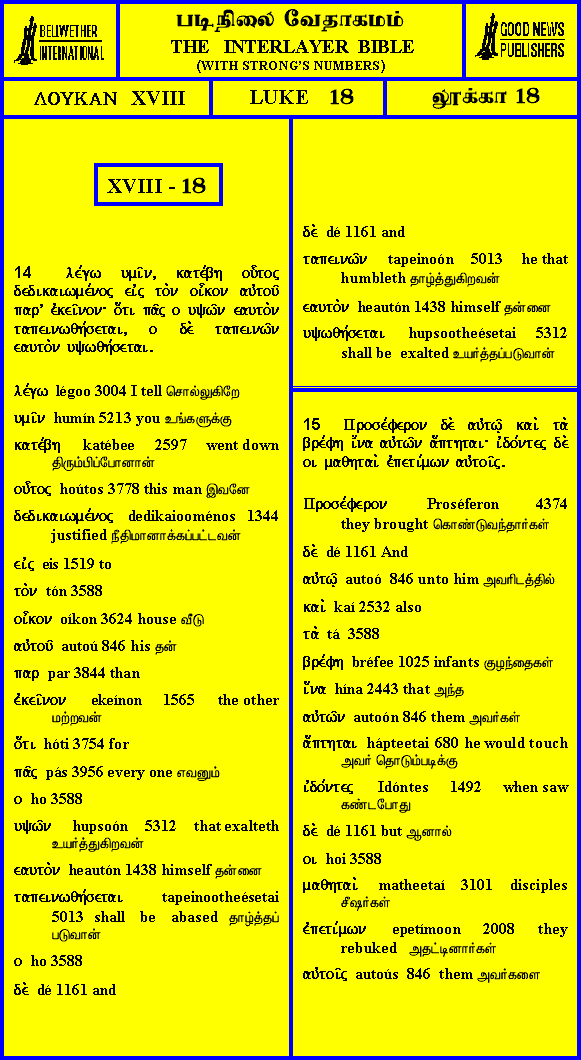 BELLWETHER
INTERNATIONAL
படிநிலை வேதாகமம்
THE INTERLAYER BIBLE
(WITH STRONG'S NUMBERS)
GOOD NEWS
PUBLISHERS
ΛΟΥΚΑΝ XVIII
LUKE 18
லூக்கா 18
XVIII - 18
14 λέγω υμῖν, κατέβη οὗτος
δεδικαιωμένος εἰς τὸν οἶκον αὐτοῦ
παρ' ἐκεῖνον· ὅτι πᾶς ο υψῶν εαυτὸν
ταπεινωθήσεται, ο δὲ ταπεινῶν
εαυτὸν υψωθήσεται.
λέγω légoo 3004 I tell சொல்லுகிறே
υμῖν humín 5213 you உங்களுக்கு
κατέβη katébee 2597 went down
திரும்பிப்போனான்
οὗτος hoútos 3778 this man இவனே
δεδικαιωμένος dedikaiooménos 1344
justified நீதிமானாக்கப்பட்டவன்
εἰς eis 1519 to
τὸν tón 3588
οἶκον oíkon 3624 house வீடு
αὐτοῦ autoú 846 his தன்
παρ par 3844 than
ἐκεῖνον ekeínon 1565 the other
மற்றவன்
ὅτι hóti 3754 for
πᾶς pás 3956 every one எவனும்
ο ho 3588
υψῶν hupsoón 5312 that exalteth
உயர்த்துகிறவன்
εαυτὸν heautón 1438 himself தன்னை
ταπεινωθήσεται tapeinootheésetai
5013 shall be abased தாழ்த்தப்
படுவான்
ο ho 3588
δὲ dé 1161 and
δὲ dé 1161 and
ταπεινῶν tapeinoón 5013 he that
humbleth தாழ்த்துகிறவன்
εαυτὸν heautón 1438 himself தன்னை
υψωθήσεται hupsootheésetai 5312
shall be exalted உயர்த்தப்படுவான்
15 Προσέφερον δὲ αὐτῷ καὶ τὰ
βρέφη ἵνα αὐτῶν ἅπτηται· ἰδόντες δὲ
οι μαθηταὶ ἐπετίμων αὐτοῖς.
Προσέφερον Proséferon 4374
they brought கொண்டுவந்தார்கள்
δὲ dé 1161 And
αὐτῷ autoó 846 unto him அவரிடத்தில்
καὶ kaí 2532 also
τὰ tá 3588
βρέφη bréfee 1025 infants குழந்தைகள்
ἵνα hína 2443 that அந்த
αὐτῶν autoón 846 them அவர்கள்
ἅπτηται hápteetai 680 he would touch
அவர் தொடும்படிக்கு
ἰδόντες Idóntes 1492 when saw
கண்டபோது
δὲ dé 1161 but ஆனால்
οι hoi 3588
μαθηταὶ matheetaí 3101 disciples
சீஷர்கள்
ἐπετίμων epetímoon 2008 they
rebuked அதட்டினார்கள்
αὐτοῖς autoús 846 them அவர்களை